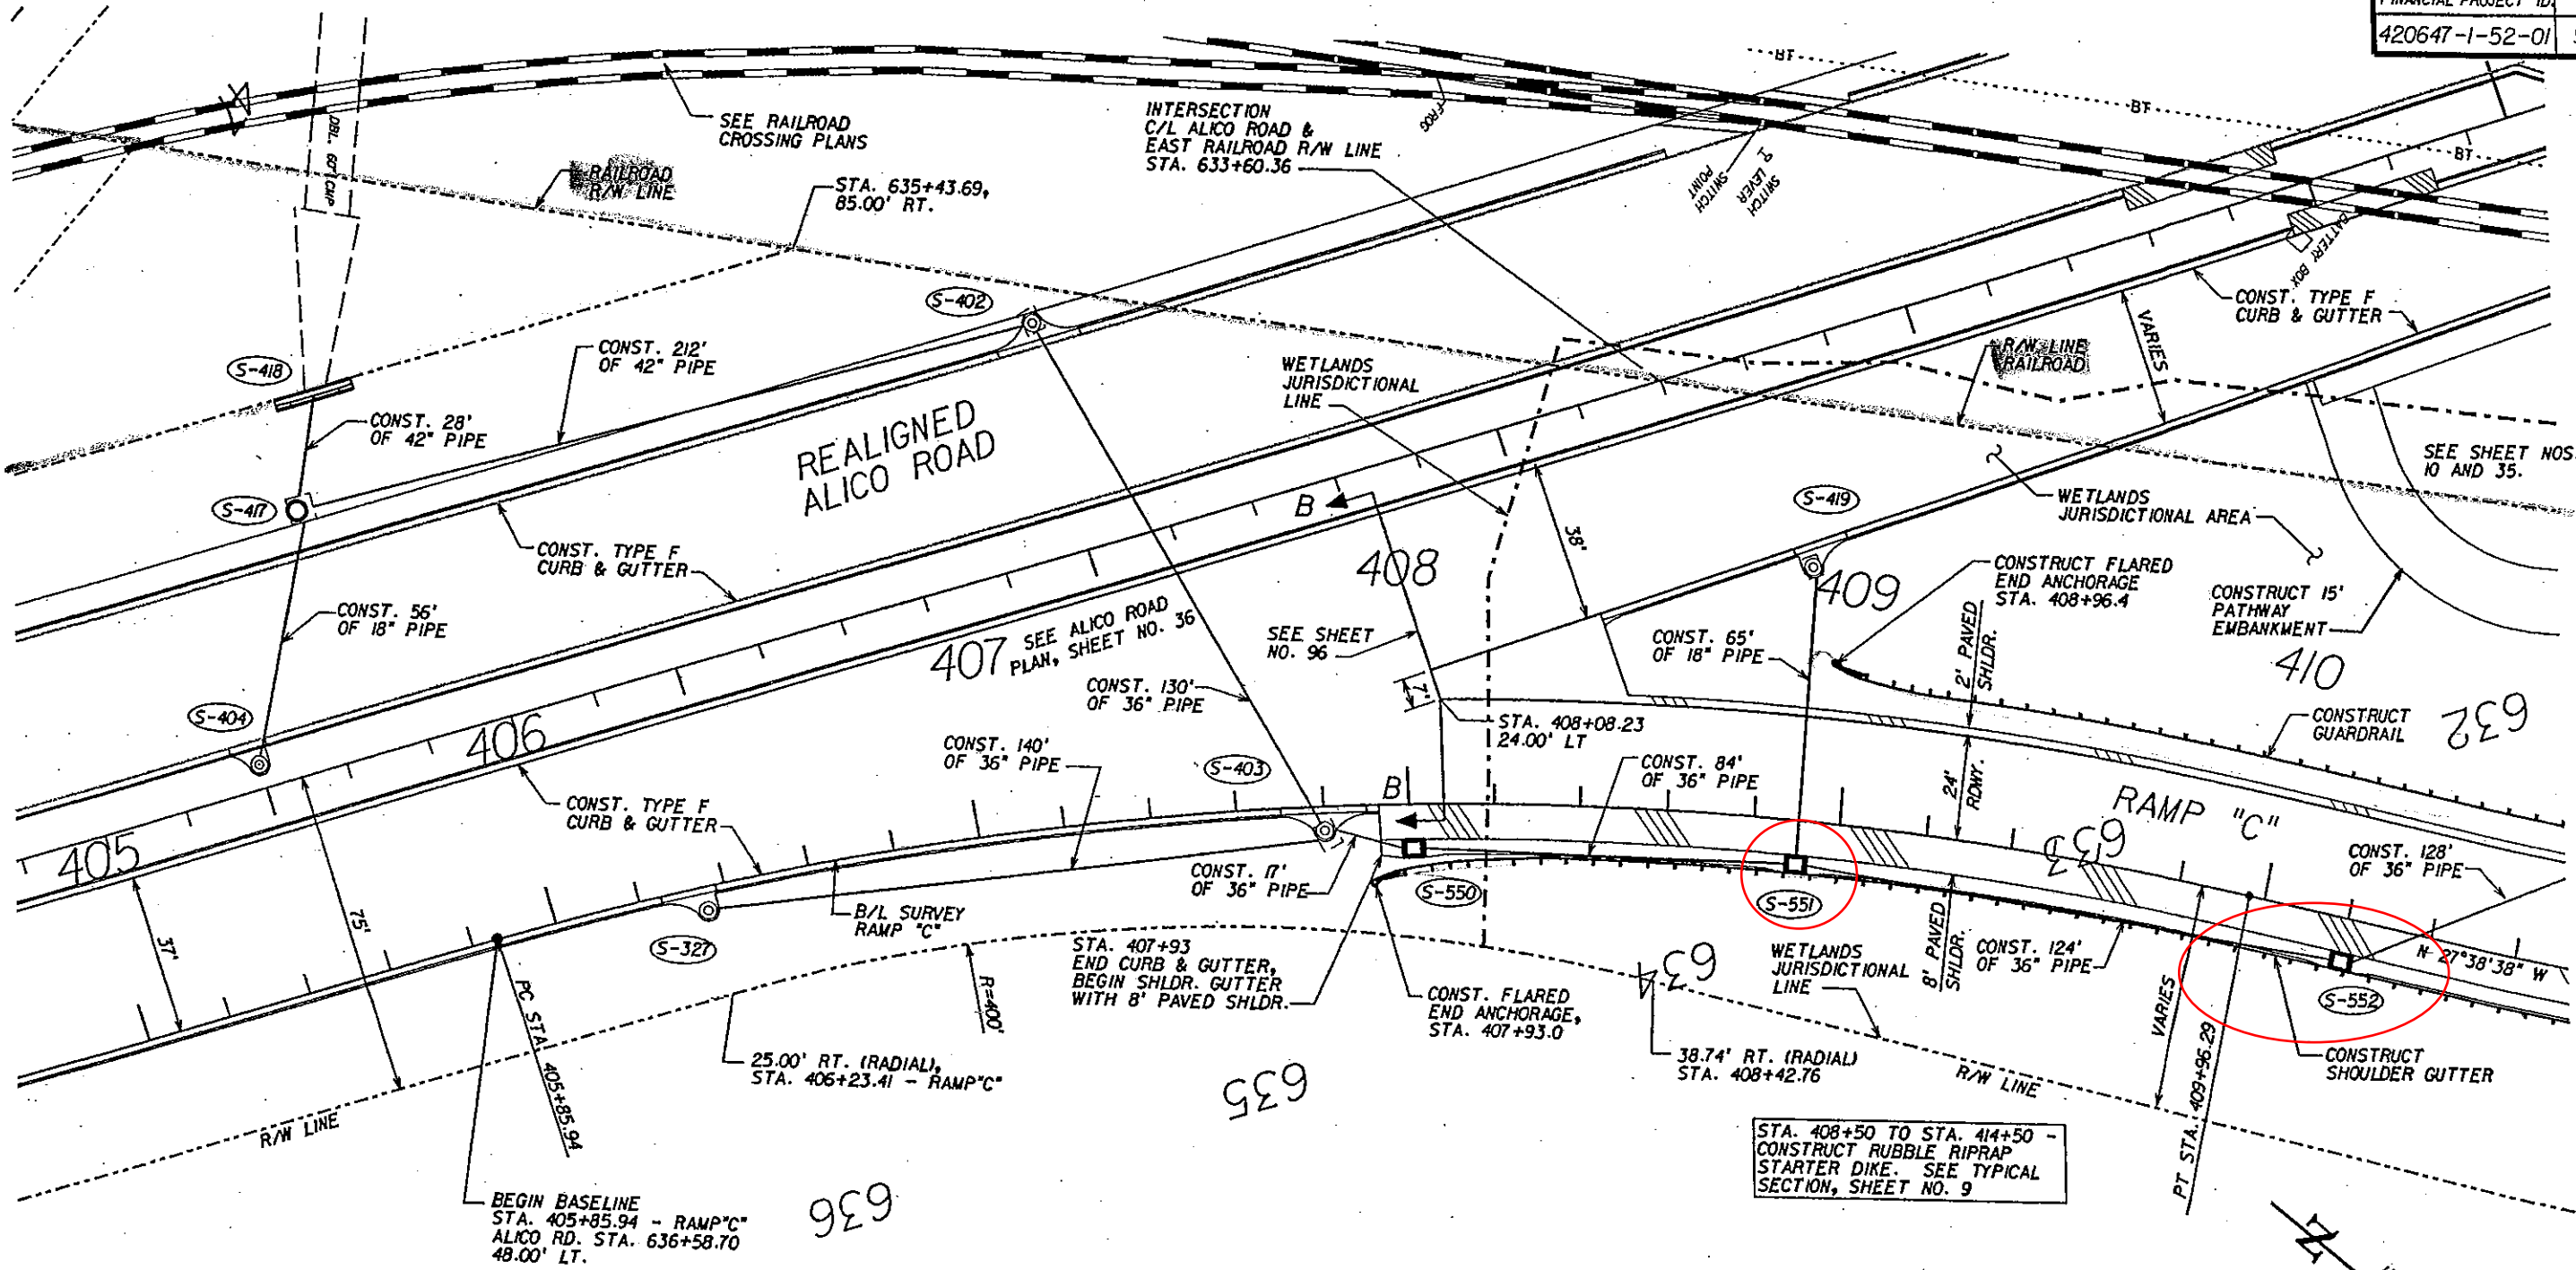 FINANCIAL PROJECT ID.
420647-1-52-01
DBL. 60" CMP
SEE RAILROAD
CROSSING PLANS
RAILROAD
R/W LINE
STA. 635+43.69,
85.00' RT.
INTERSECTION
C/L ALICO ROAD &
EAST RAILROAD R/W LINE
STA. 633+60.36
FROG
SWITCH
POINT
SWITCH
LEVER
BT
BT
BT
BATTERY BOX
CONST. TYPE F
CURB & GUTTER
VARIES
R/W LINE
RAILROAD
SEE SHEET NOS.
10 AND 35.
S-402
S-418
CONST. 212'
OF 42" PIPE
CONST. 28'
OF 42" PIPE
REALIGNED
ALICO ROAD
WETLANDS
JURISDICTIONAL
LINE
S-417
CONST. TYPE F
CURB & GUTTER
CONST. 56'
OF 18" PIPE
B
408
38'
S-419
409
WETLANDS
JURISDICTIONAL AREA
CONSTRUCT FLARED
END ANCHORAGE
STA. 408+96.4
CONSTRUCT 15'
PATHWAY
EMBANKMENT
410
632
407
SEE ALICO ROAD
PLAN, SHEET NO. 36
SEE SHEET
NO. 96
7'
CONST. 65'
OF 18" PIPE
2' PAVED
SHLDR.
CONSTRUCT
GUARDRAIL
S-404
406
CONST. 130'
OF 36" PIPE
CONST. 140'
OF 36" PIPE
S-403
STA. 408+08.23
24.00' LT
CONST. 84'
OF 36" PIPE
24'
RDWY.
RAMP "C"
633
B
CONST. TYPE F
CURB & GUTTER
405
37'
75'
CONST. 17'
OF 36" PIPE
S-550
S-551
CONST. 128'
OF 36" PIPE
B/L SURVEY
RAMP "C"
S-327
STA. 407+93
END CURB & GUTTER,
BEGIN SHLDR. GUTTER
WITH 8' PAVED SHLDR.
R=400'
CONST. FLARED
END ANCHORAGE,
STA. 407+93.0
634
WETLANDS
JURISDICTIONAL
LINE
8' PAVED
SHLDR.
CONST. 124'
OF 36" PIPE
N 27°38'38" W
S-552
VARIES
CONSTRUCT
SHOULDER GUTTER
PC STA. 405+85.94
25.00' RT. (RADIAL),
STA. 406+23.41 - RAMP"C"
38.74' RT. (RADIAL)
STA. 408+42.76
R/W LINE
R/W LINE
635
PT STA. 409+96.29
STA. 408+50 TO STA. 414+50 -
CONSTRUCT RUBBLE RIPRAP
STARTER DIKE. SEE TYPICAL
SECTION, SHEET NO. 9
636
BEGIN BASELINE
STA. 405+85.94 - RAMP"C"
ALICO RD. STA. 636+58.70
48.00' LT.
N